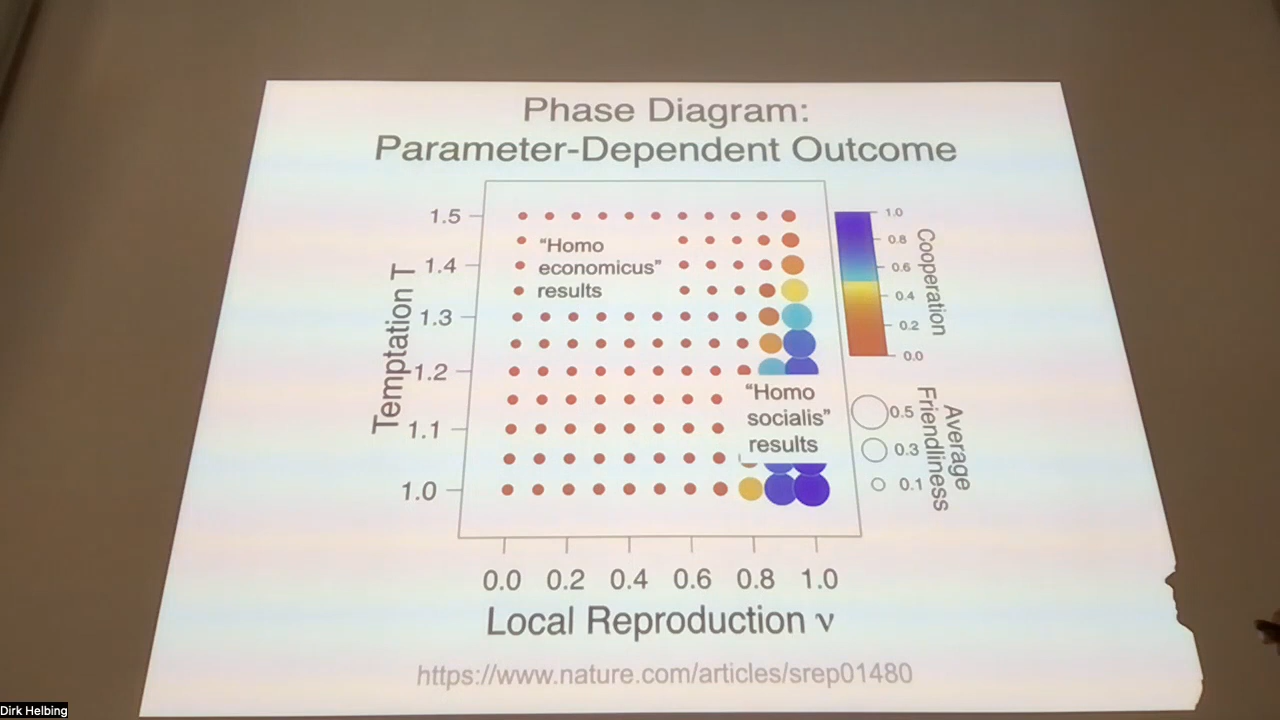 Phase Diagram:
Parameter-Dependent Outcome
1.5
1.4
1.3
1.2
1.1
1.0
Temptation T
"Homo
economicus"
results
"Homo
socialis"
results
0.0 0.2 0.4 0.6 0.8 1.0
Local Reproduction ν
1.0
0.8
0.6
0.4
0.2
0.0
Cooperation
0.5
0.3
0.1
Average
Friendliness
https://www.nature.com/articles/srep01480
Dirk Helbing